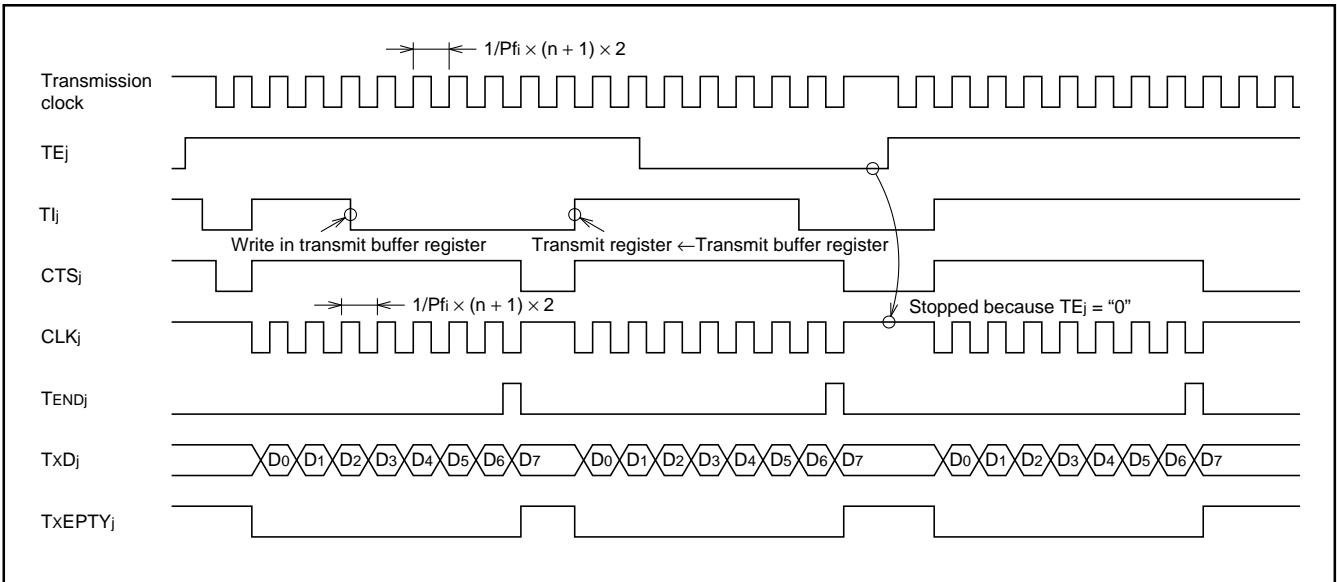 1/Pfi × (n + 1) × 2
Transmission
clock
TEj
TIj
Write in transmit buffer register
Transmit register ←Transmit buffer register
CTSj
1/Pfi × (n + 1) × 2
Stopped because TEj = “0”
CLKj
TENDj
TxDj
D0 D1 D2 D3 D4 D5 D6 D7 D0 D1 D2 D3 D4 D5 D6 D7 D0 D1 D2 D3 D4 D5 D6 D7
TxEPTYj